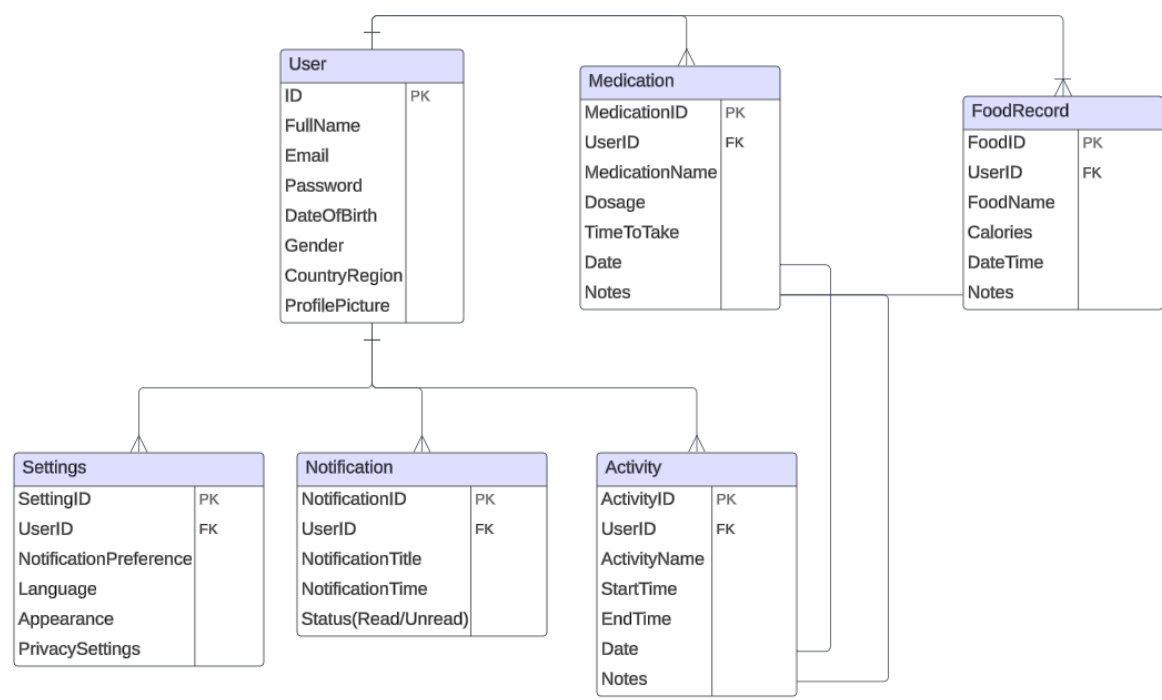 User
ID PK
FullName
Email
Password
DateOfBirth
Gender
CountryRegion
ProfilePicture
Medication
MedicationID PK
UserID FK
MedicationName
Dosage
TimeToTake
Date
Notes
FoodRecord
FoodID PK
UserID FK
FoodName
Calories
DateTime
Notes
Settings
SettingID PK
UserID FK
NotificationPreference
Language
Appearance
PrivacySettings
Notification
NotificationID PK
UserID FK
NotificationTitle
NotificationTime
Status(Read/Unread)
Activity
ActivityID PK
UserID FK
ActivityName
StartTime
EndTime
Date
Notes